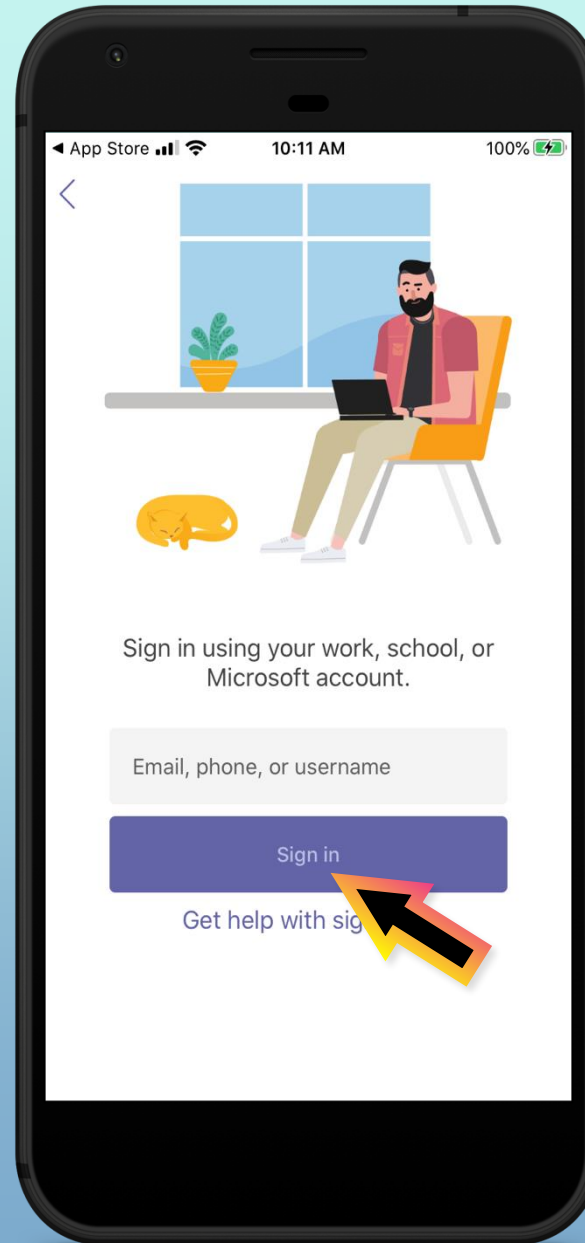 App Store 10:11 AM 100%
Sign in using your work, school, or
Microsoft account.
Email, phone, or username
Sign in
Get help with sig